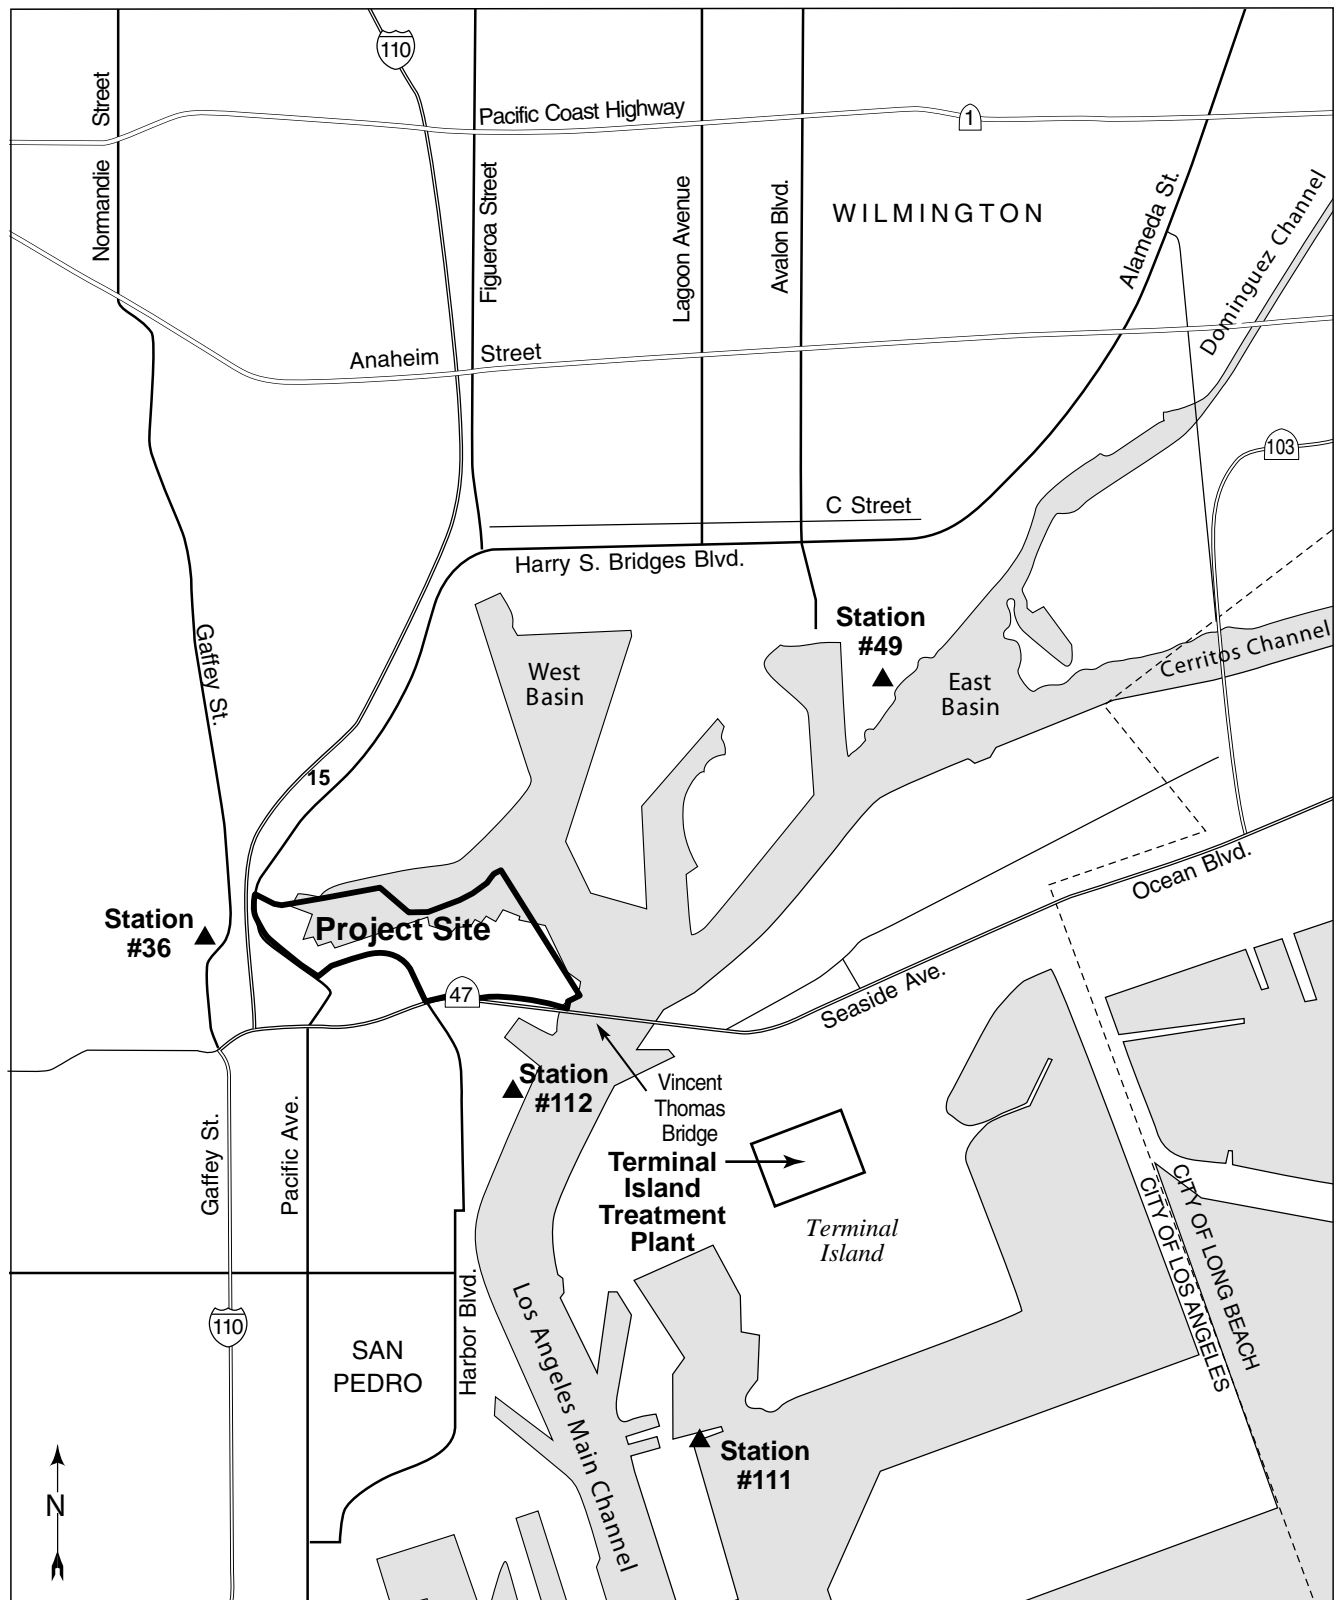 110
Street
Pacific Coast Highway
1
Normandie
Figueroa Street
Lagoon Avenue
Avalon Blvd.
WILMINGTON
Alameda St.
Dominguez Channel
Anaheim
Street
103
C Street
Harry S. Bridges Blvd.
Gaffey St.
Station
#49
West
Basin
East
Basin
Cerritos Channel
15
Ocean Blvd.
Station
#36
Project Site
47
Seaside Ave.
Station
#112
Vincent
Thomas
Bridge
Gaffey St.
Pacific Ave.
Terminal
Island
Treatment
Plant
Terminal
Island
CITY OF LONG BEACH
CITY OF LOS ANGELES
Harbor Blvd.
Los Angeles Main Channel
110
SAN
PEDRO
Station
#111
N